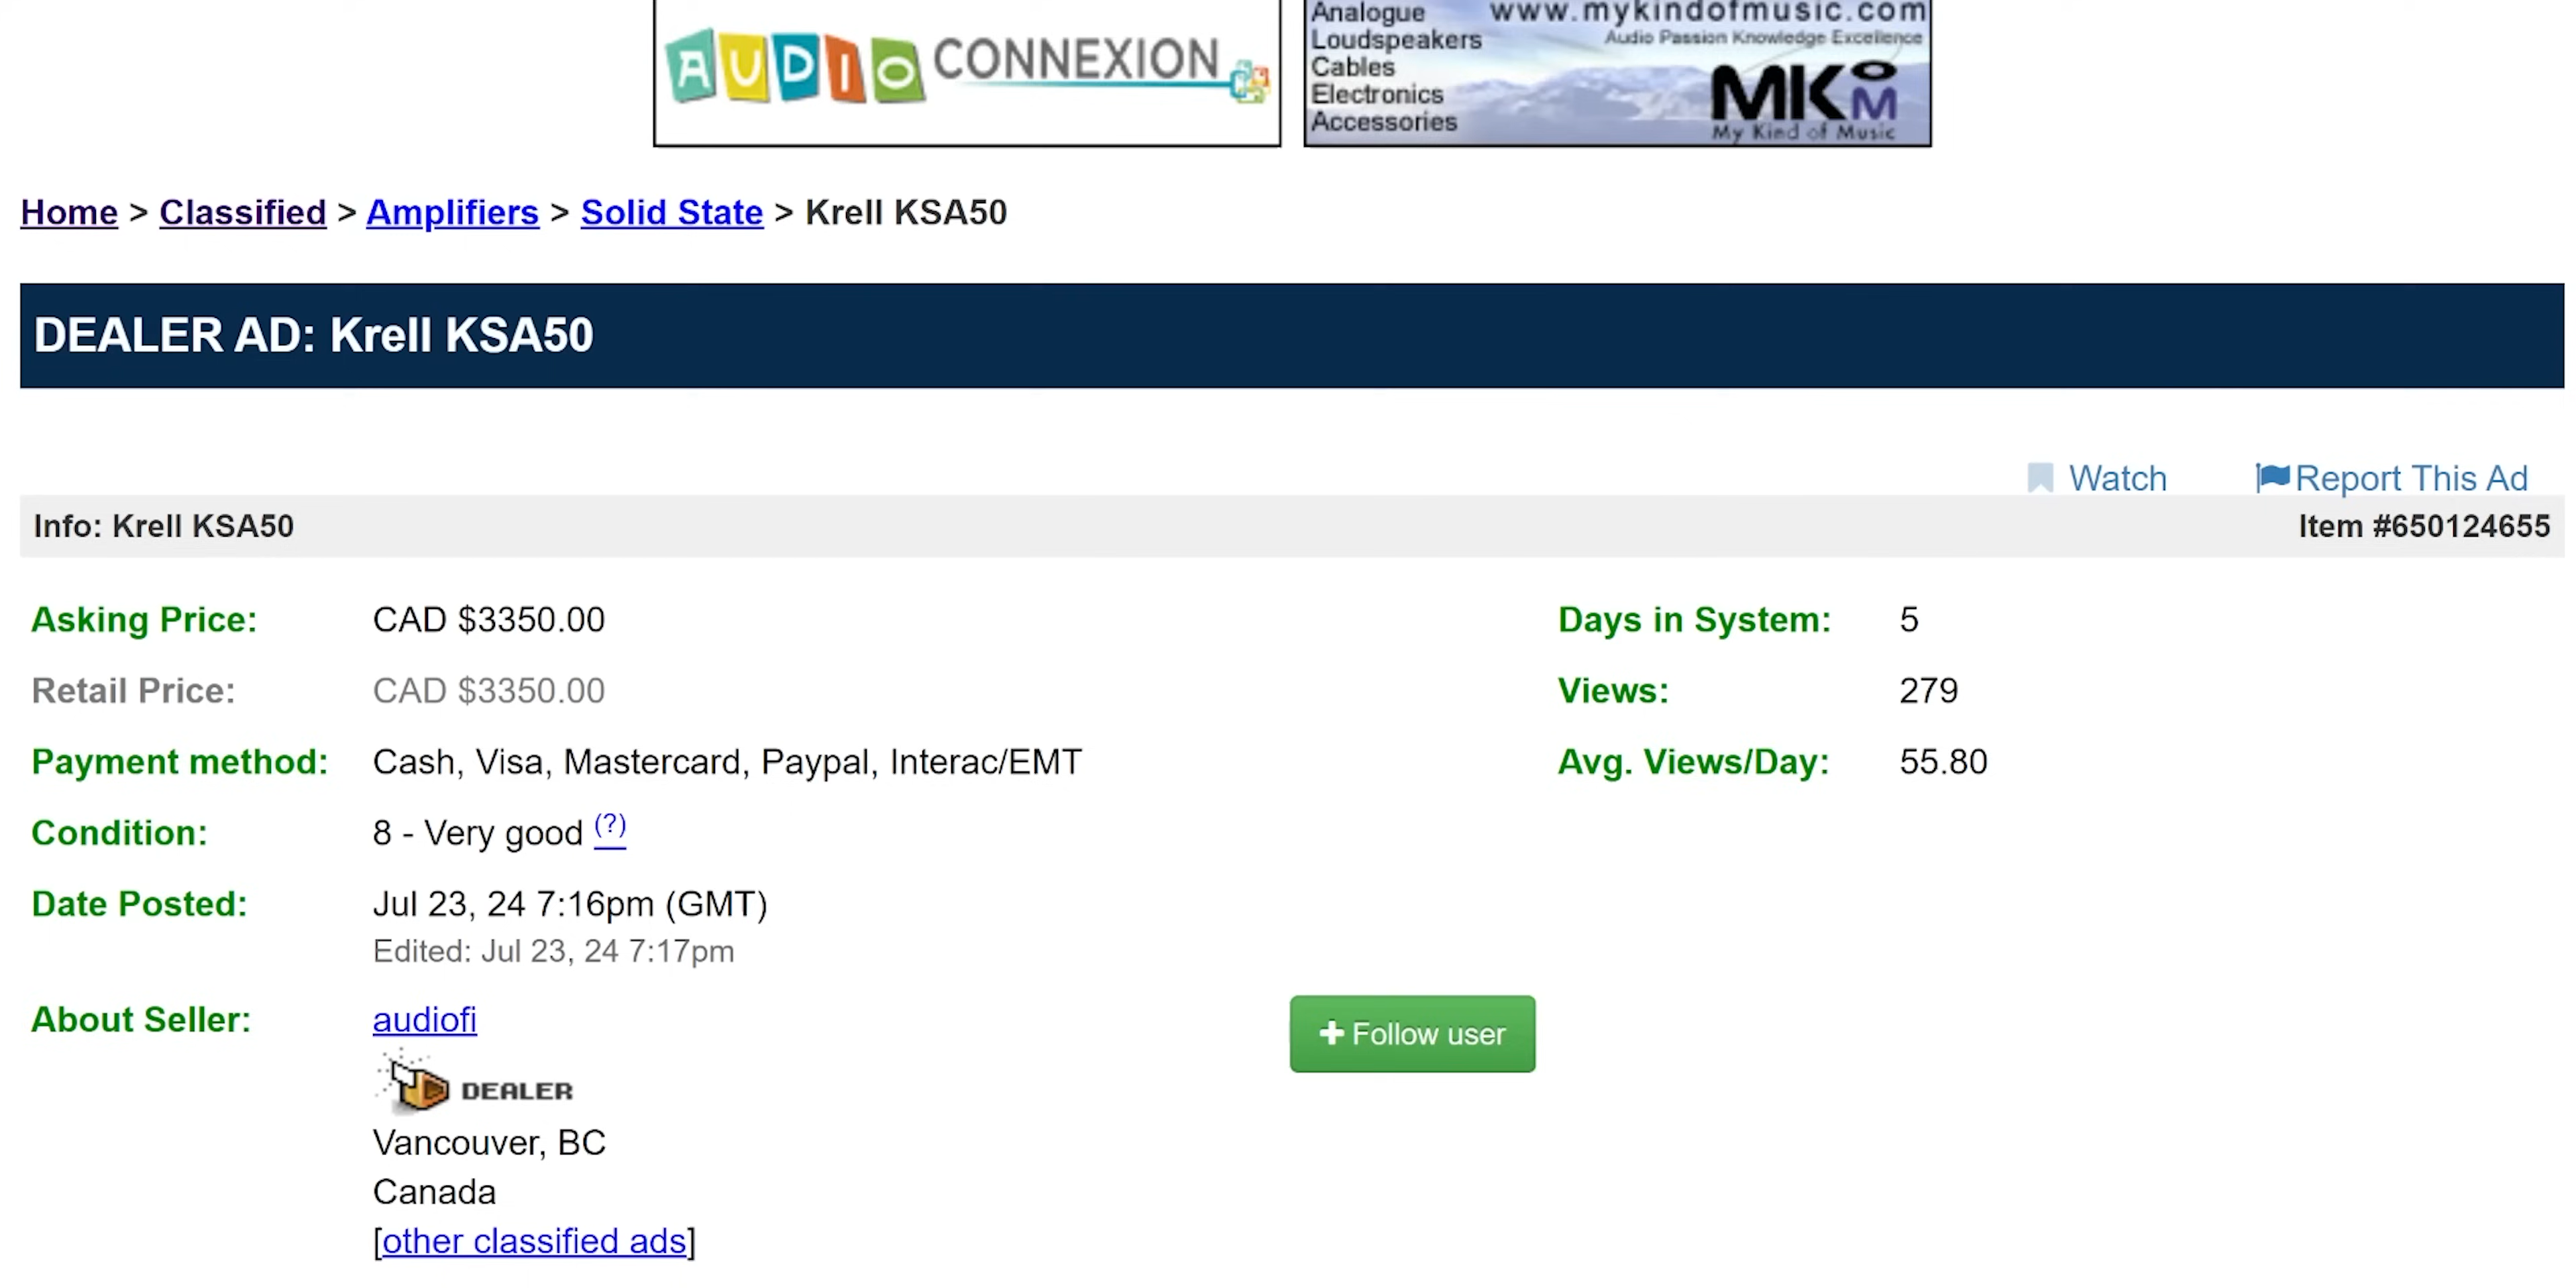 AUDIO CONNEXION
Analogue
Loudspeakers
Cables
Electronics
Accessories
www.mykindofmusic.com
Audio Passion Knowledge Excellence
MKOM
My Kind of Music
Home > Classified > Amplifiers > Solid State > Krell KSA50
DEALER AD: Krell KSA50
Watch Report This Ad
Info: Krell KSA50 Item #650124655
Asking Price: CAD $3350.00 Days in System: 5
Retail Price: CAD $3350.00 Views: 279
Payment method: Cash, Visa, Mastercard, Paypal, Interac/EMT Avg. Views/Day: 55.80
Condition: 8 - Very good (?)
Date Posted: Jul 23, 24 7:16pm (GMT)
Edited: Jul 23, 24 7:17pm
About Seller: audiofi
+ Follow user
DEALER
Vancouver, BC
Canada
[other classified ads]